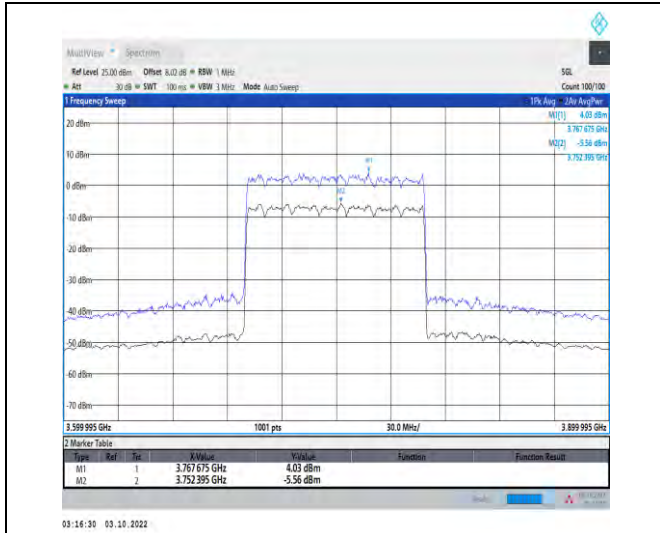 MultiView Spectrum
Ref Level 25.00 dBm Offset 8.02 dB RBW 1 MHz SGL
Att 30 dB SWT 100 ms VBW 3 MHz Mode Auto Sweep Count 100/100
1 Frequency Sweep 1Pk Avg 2Av AvgPwr
M1[1] 4.03 dBm
3.767 675 GHz
M2[2] -5.56 dBm
3.752 395 GHz
20 dBm
10 dBm
M1
0 dBm
M2
-10 dBm
-20 dBm
-30 dBm
-40 dBm
-50 dBm
-60 dBm
-70 dBm
3.599 995 GHz 1001 pts 30.0 MHz/ 3.899 995 GHz
2 Marker Table
Type Ref Trc X-Value Y-Value Function Function Result
M1 1 3.767 675 GHz 4.03 dBm
M2 2 3.752 395 GHz -5.56 dBm
03:16:30 03.10.2022